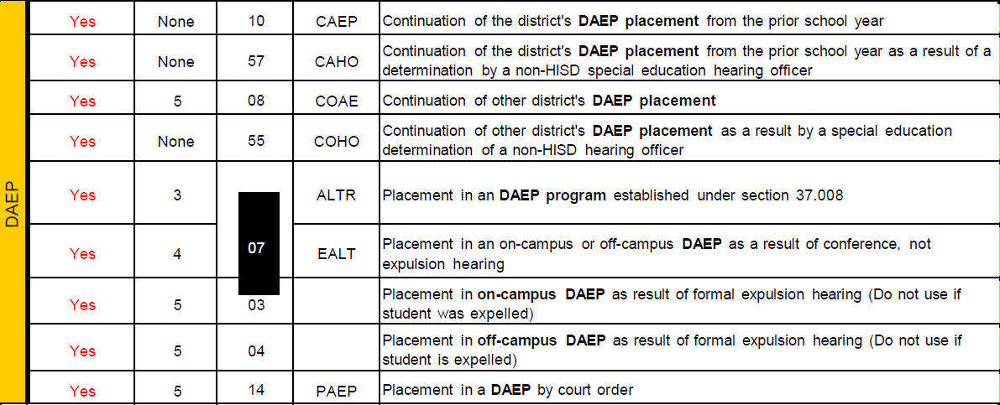 DAEP
Yes None 10 CAEP Continuation of the district's DAEP placement from the prior school year
Yes None 57 CAHO Continuation of the district's DAEP placement from the prior school year as a result of a
determination by a non-HISD special education hearing officer
Yes 5 08 COAE Continuation of other district's DAEP placement
Yes None 55 COHO Continuation of other district's DAEP placement as a result by a special education
determination of a non-HISD hearing officer
Yes 3 ALTR Placement in an DAEP program established under section 37.008
07
Yes 4 EALT Placement in an on-campus or off-campus DAEP as a result of conference, not
expulsion hearing
Yes 5 03 Placement in on-campus DAEP as result of formal expulsion hearing (Do not use if
student was expelled)
Yes 5 04 Placement in off-campus DAEP as result of formal expulsion hearing (Do not use if
student is expelled)
Yes 5 14 PAEP Placement in a DAEP by court order